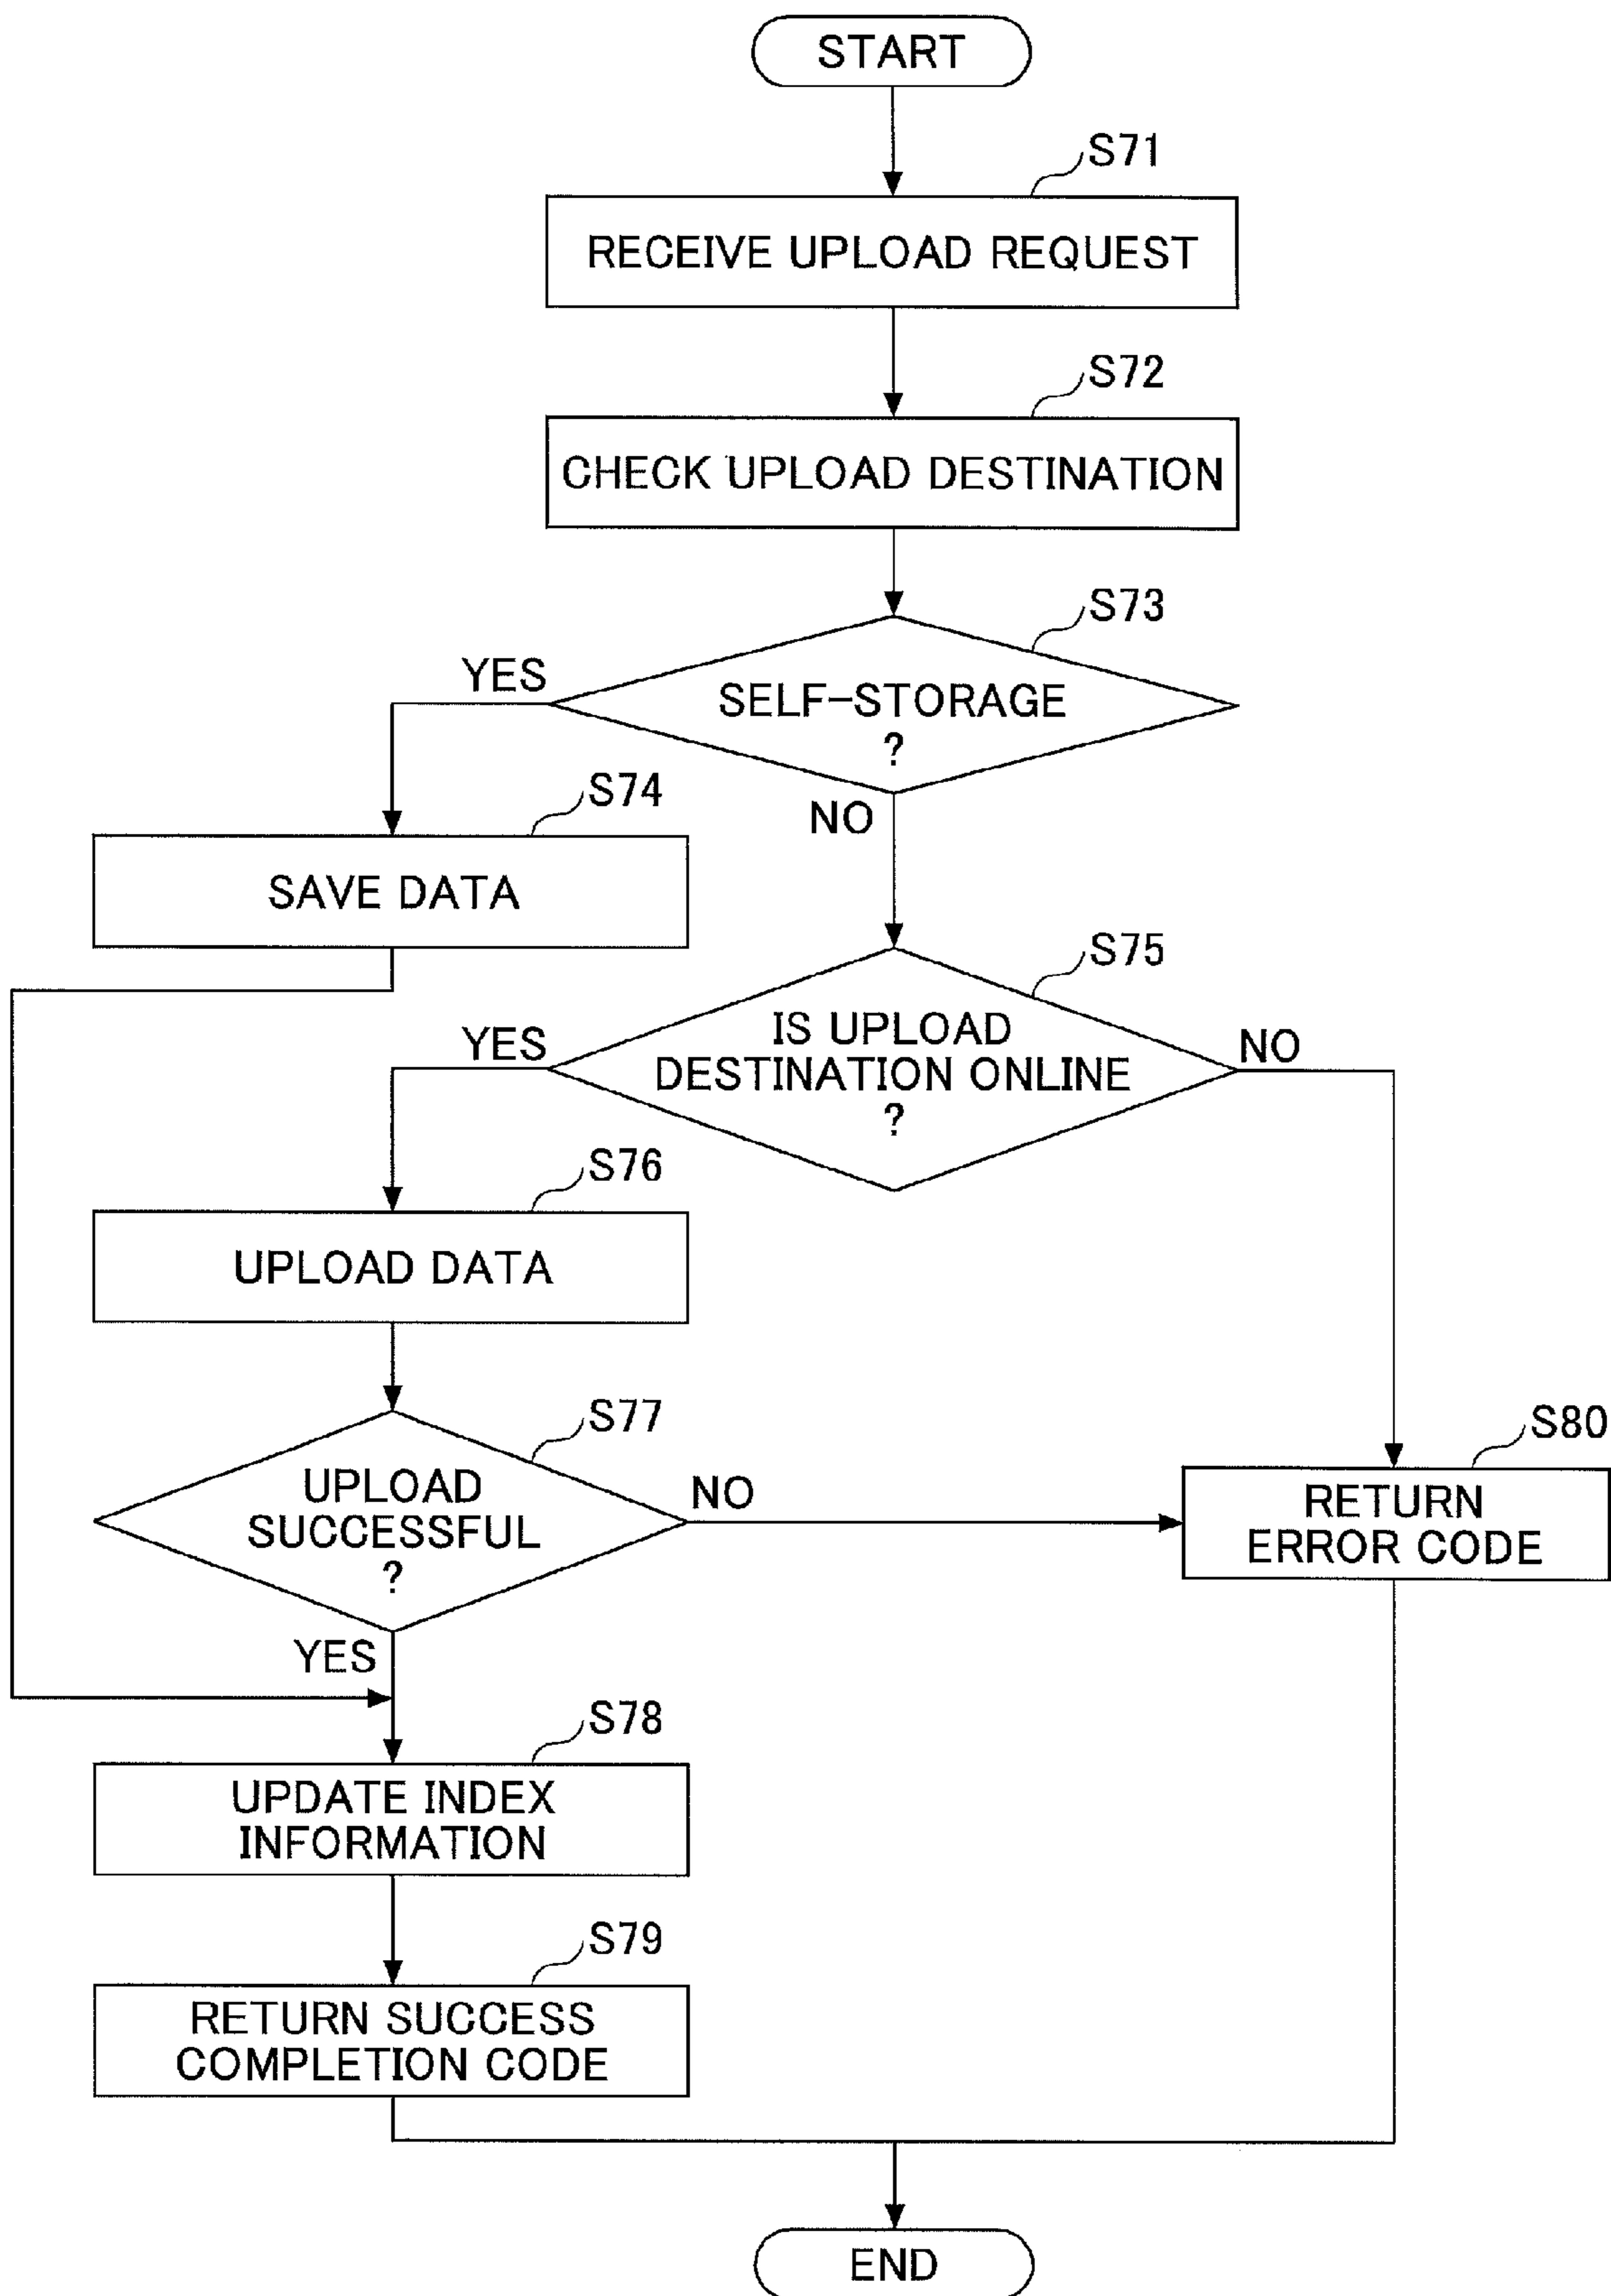 START
S71
RECEIVE UPLOAD REQUEST
S72
CHECK UPLOAD DESTINATION
S73
YES
SELF-STORAGE
?
NO
S74
SAVE DATA
S75
YES
IS UPLOAD
DESTINATION ONLINE
?
NO
S76
UPLOAD DATA
S77
UPLOAD
SUCCESSFUL
?
NO
YES
S80
RETURN
ERROR CODE
S78
UPDATE INDEX
INFORMATION
S79
RETURN SUCCESS
COMPLETION CODE
END